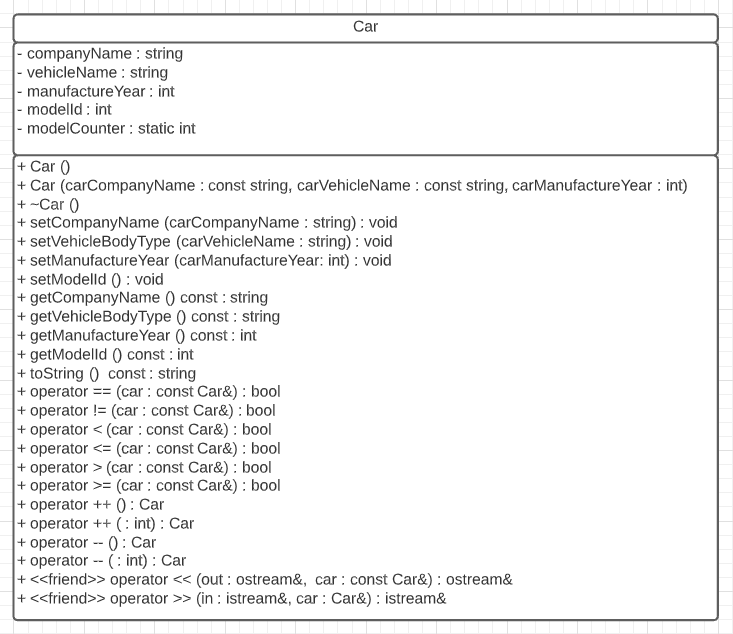 Car
- companyName : string
- vehicleName : string
- manufactureYear : int
- modelId : int
- modelCounter : static int
+ Car ()
+ Car (carCompanyName : const string, carVehicleName : const string, carManufactureYear : int)
+ ~Car ()
+ setCompanyName (carCompanyName : string) : void
+ setVehicleBodyType (carVehicleName : string) : void
+ setManufactureYear (carManufactureYear: int) : void
+ setModelId () : void
+ getCompanyName () const : string
+ getVehicleBodyType () const : string
+ getManufactureYear () const : int
+ getModelId () const : int
+ toString ()  const : string
+ operator == (car : const Car&) : bool
+ operator != (car : const Car&) : bool
+ operator < (car : const Car&) : bool
+ operator <= (car : const Car&) : bool
+ operator > (car : const Car&) : bool
+ operator >= (car : const Car&) : bool
+ operator ++ () : Car
+ operator ++ ( : int) : Car
+ operator -- () : Car
+ operator -- ( : int) : Car
+ <<friend>> operator << (out : ostream&,  car : const Car&) : ostream&
+ <<friend>> operator >> (in : istream&, car : Car&) : istream&